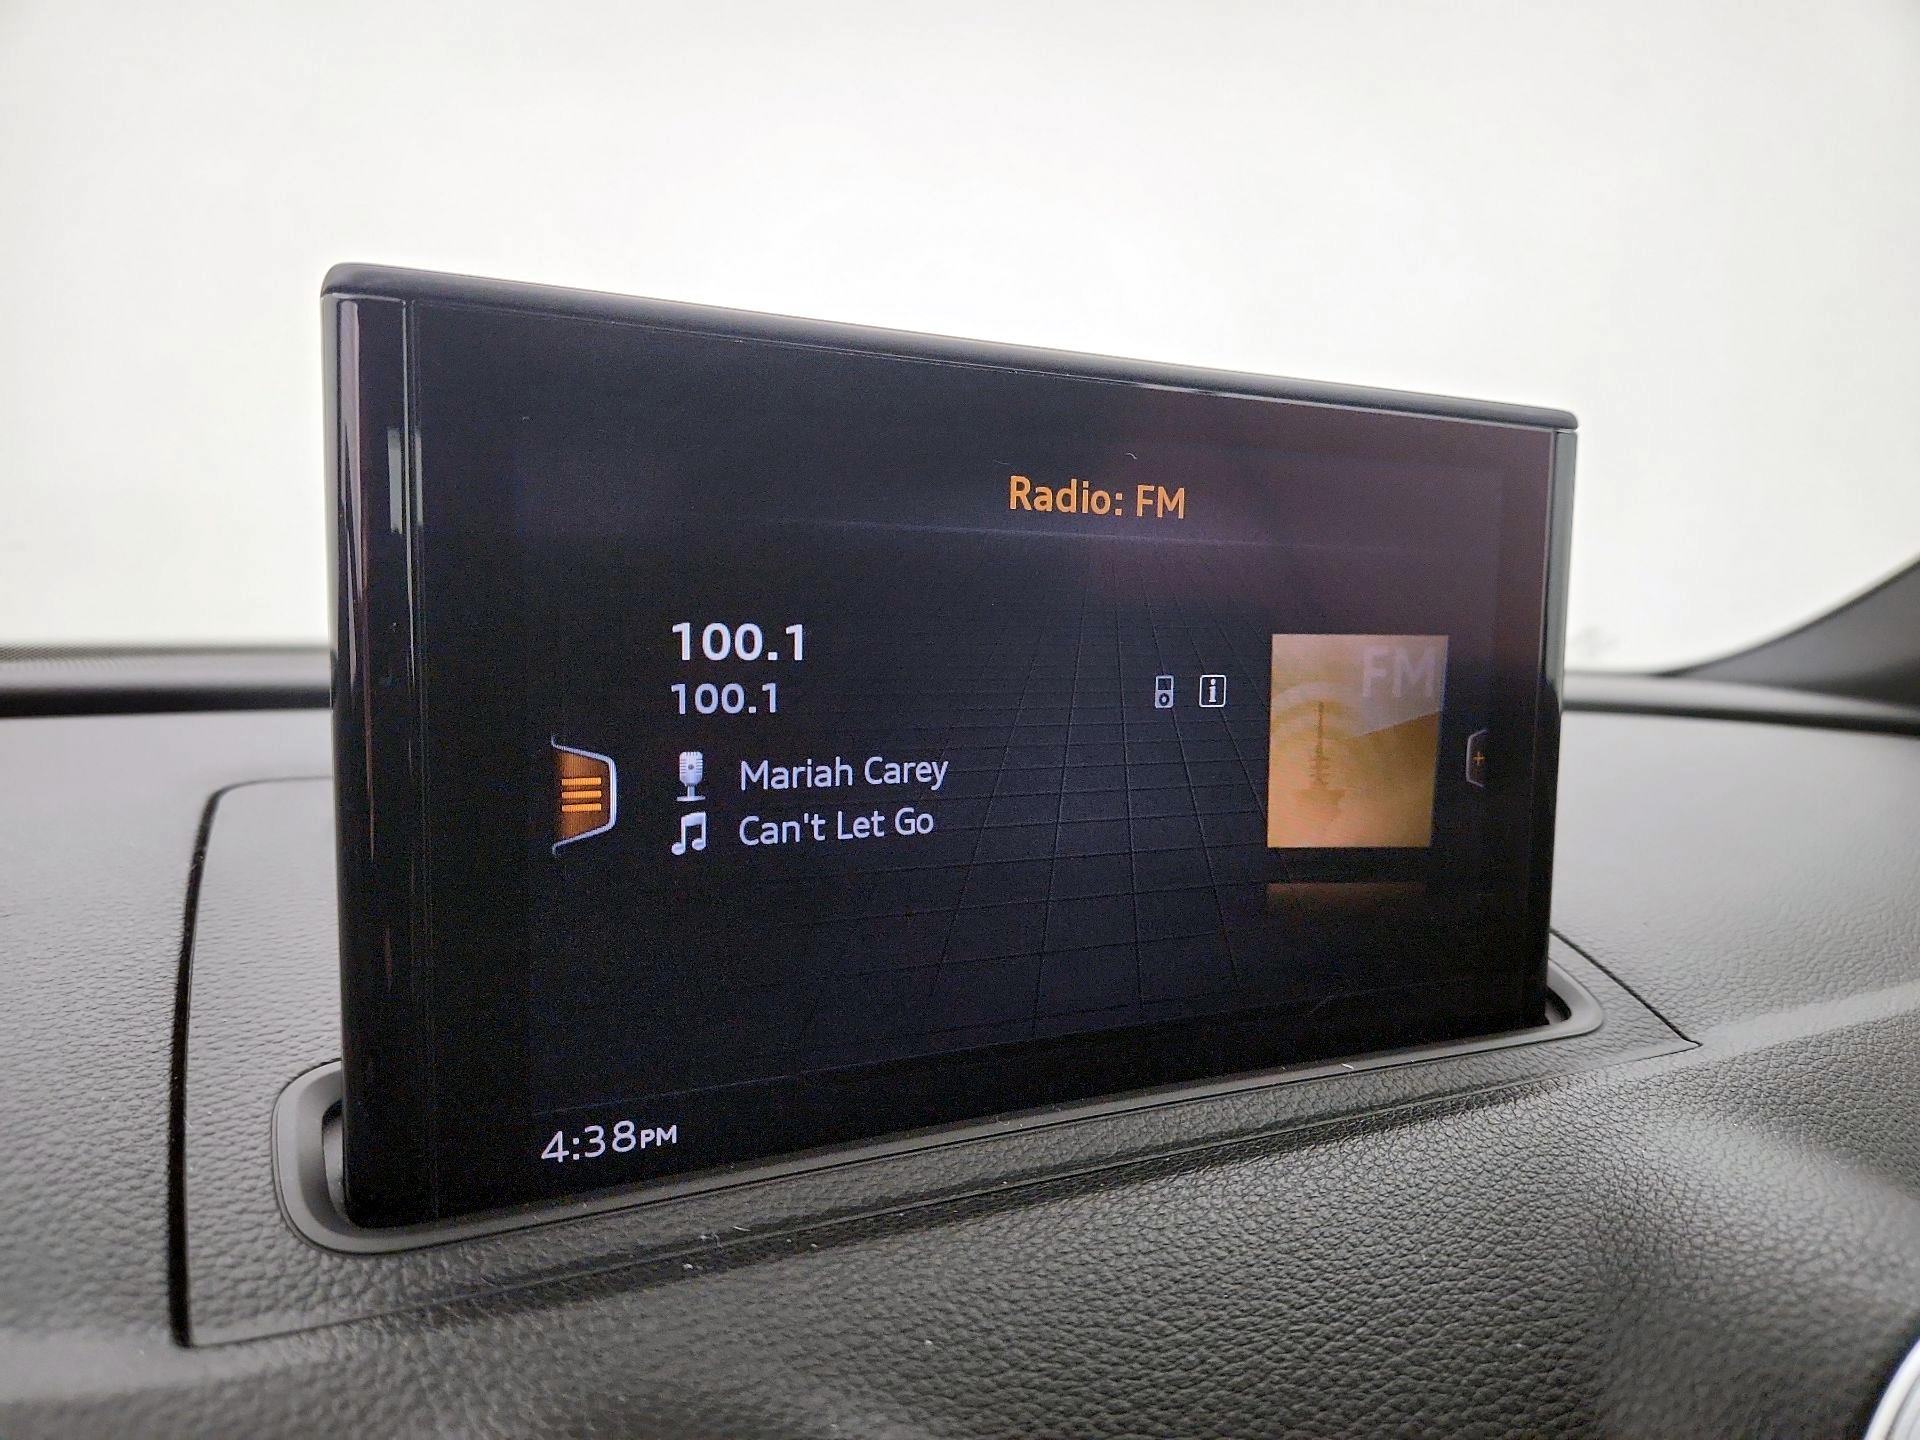 Radio: FM
100.1
100.1
FM
Mariah Carey
Can't Let Go
4:38PM